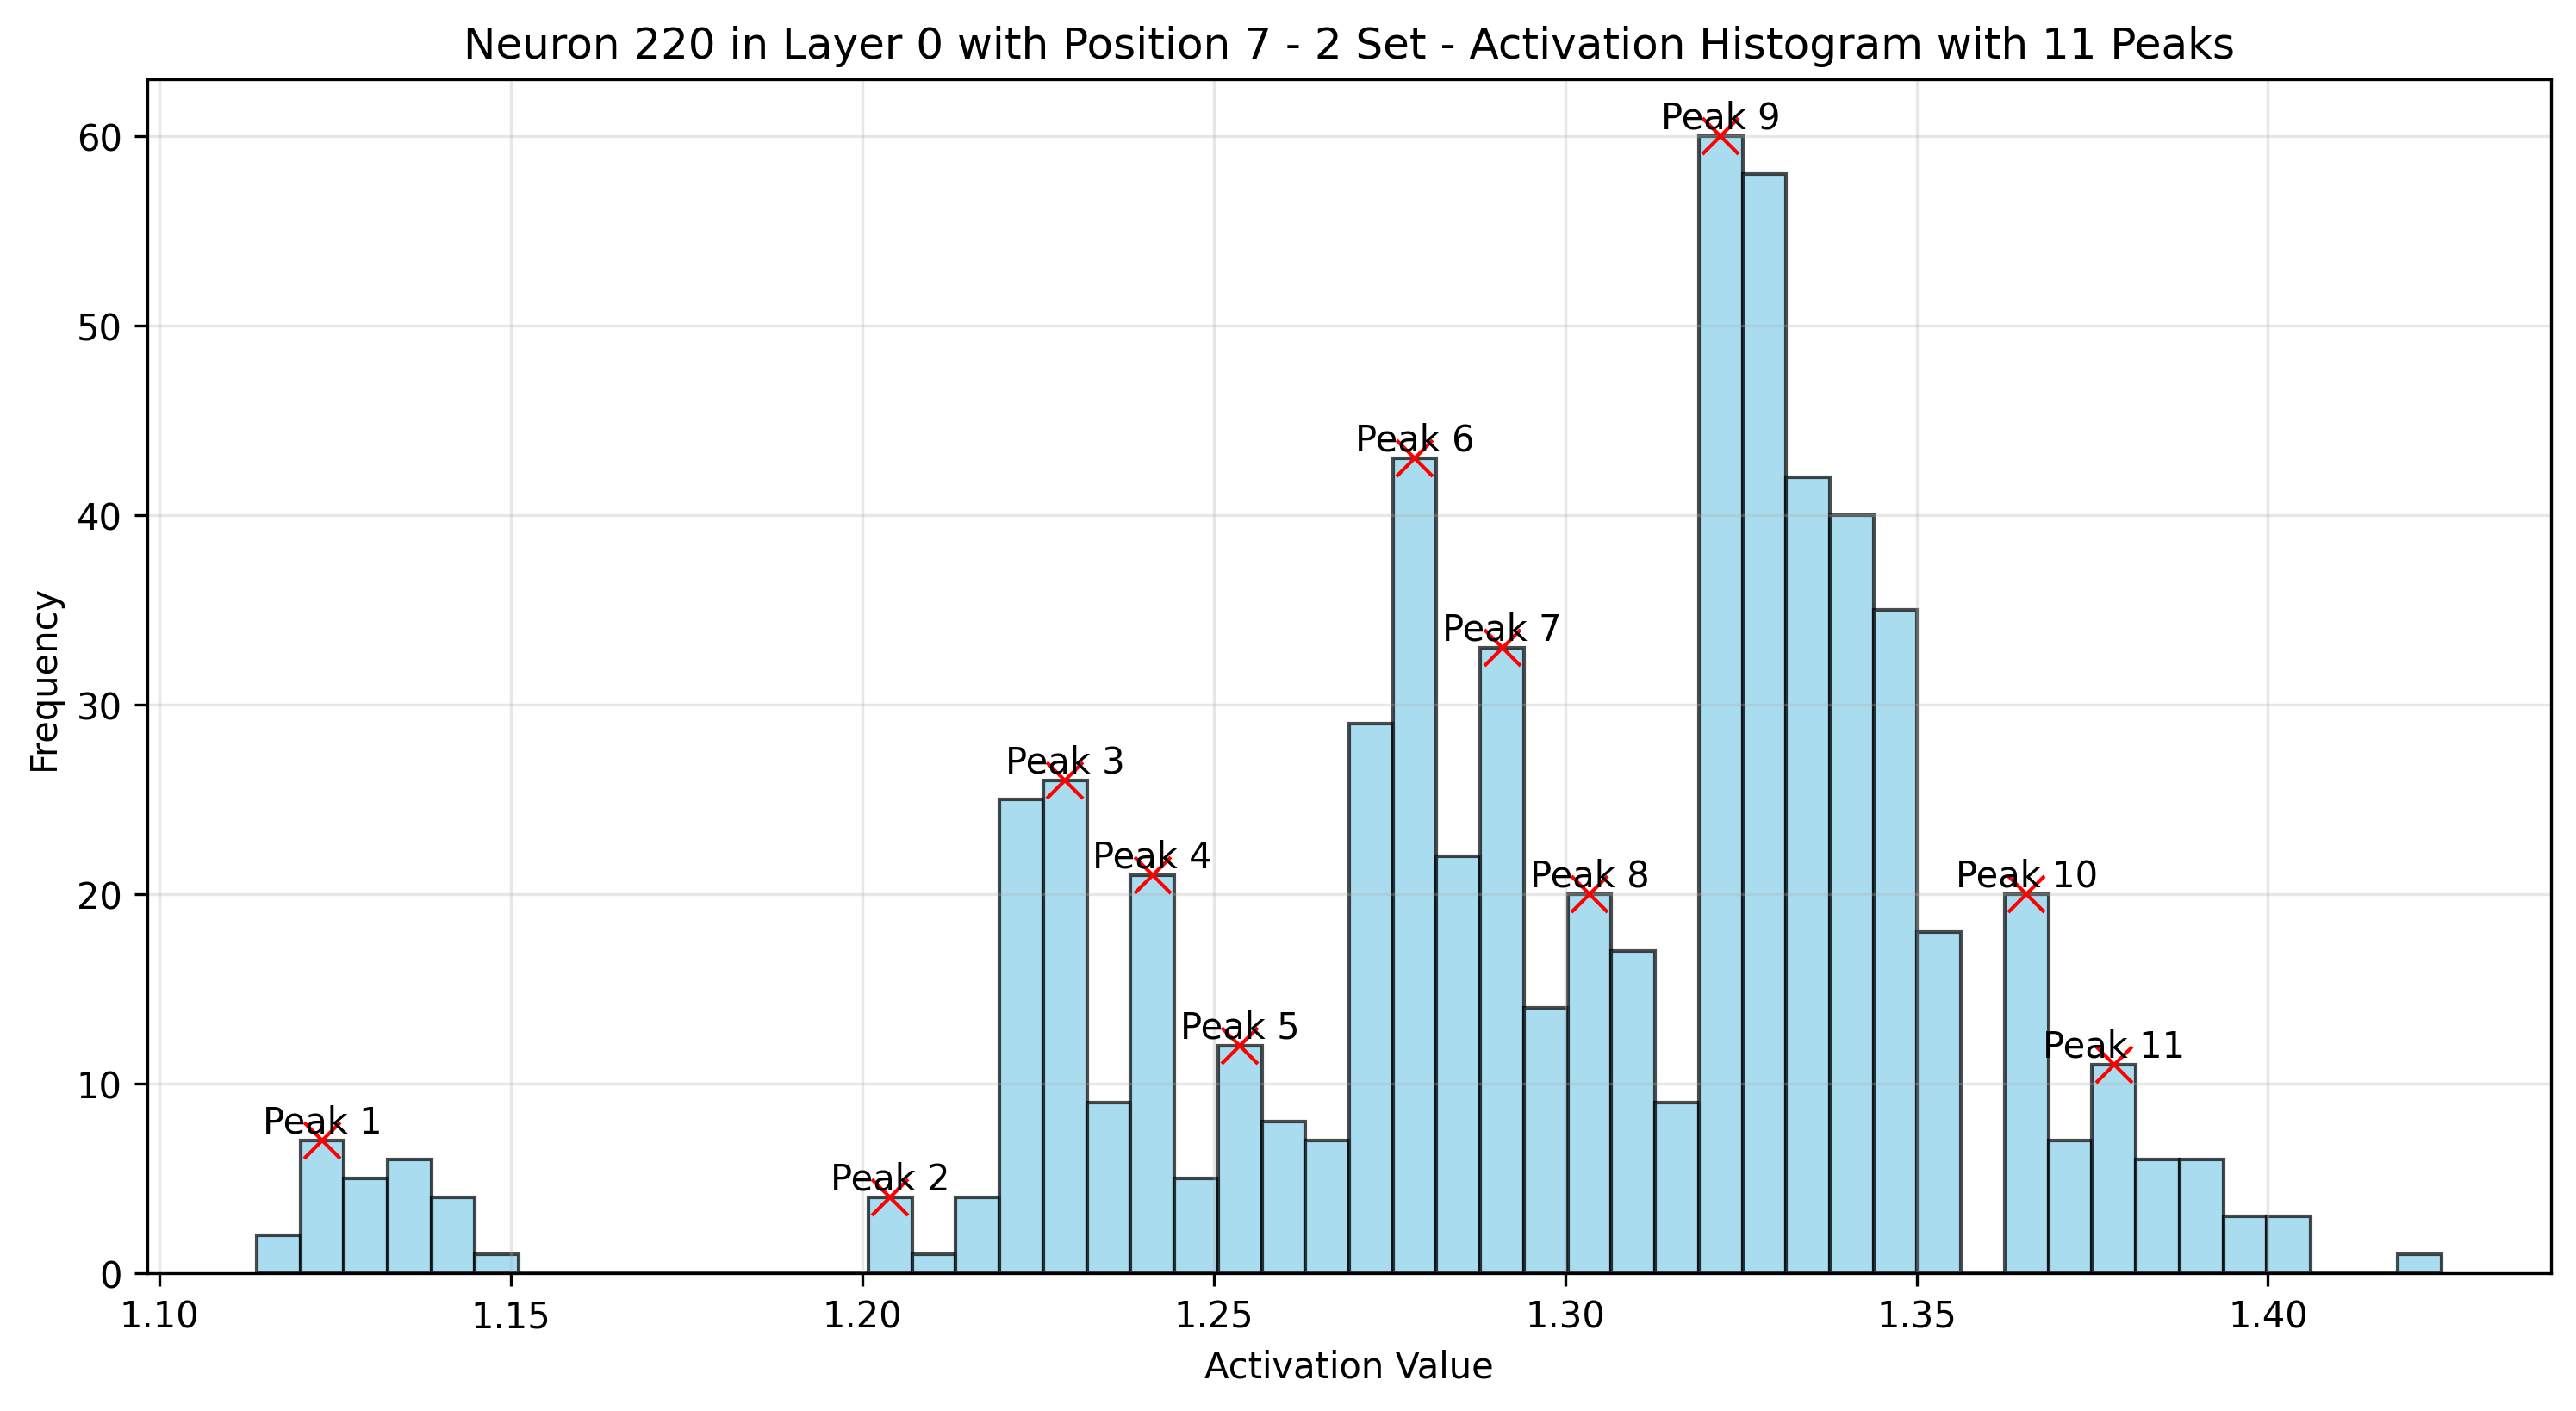 Neuron 220 in Layer 0 with Position 7 - 2 Set - Activation Histogram with 11 Peaks
Frequency
60
50
40
30
20
10
0
Peak 1
Peak 2
Peak 3
Peak 4
Peak 5
Peak 6
Peak 7
Peak 8
Peak 9
Peak 10
Peak 11
1.10 1.15 1.20 1.25 1.30 1.35 1.40
Activation Value